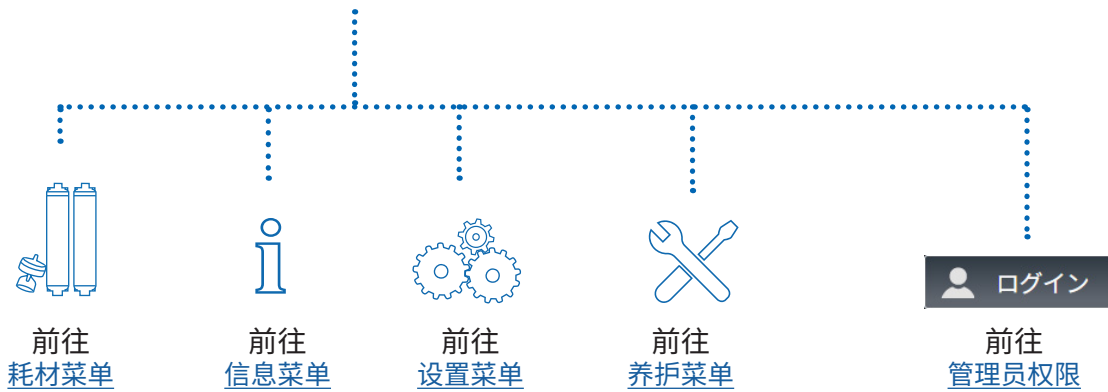 ログイン
前往
耗材菜单
前往
信息菜单
前往
设置菜单
前往
养护菜单
前往
管理员权限